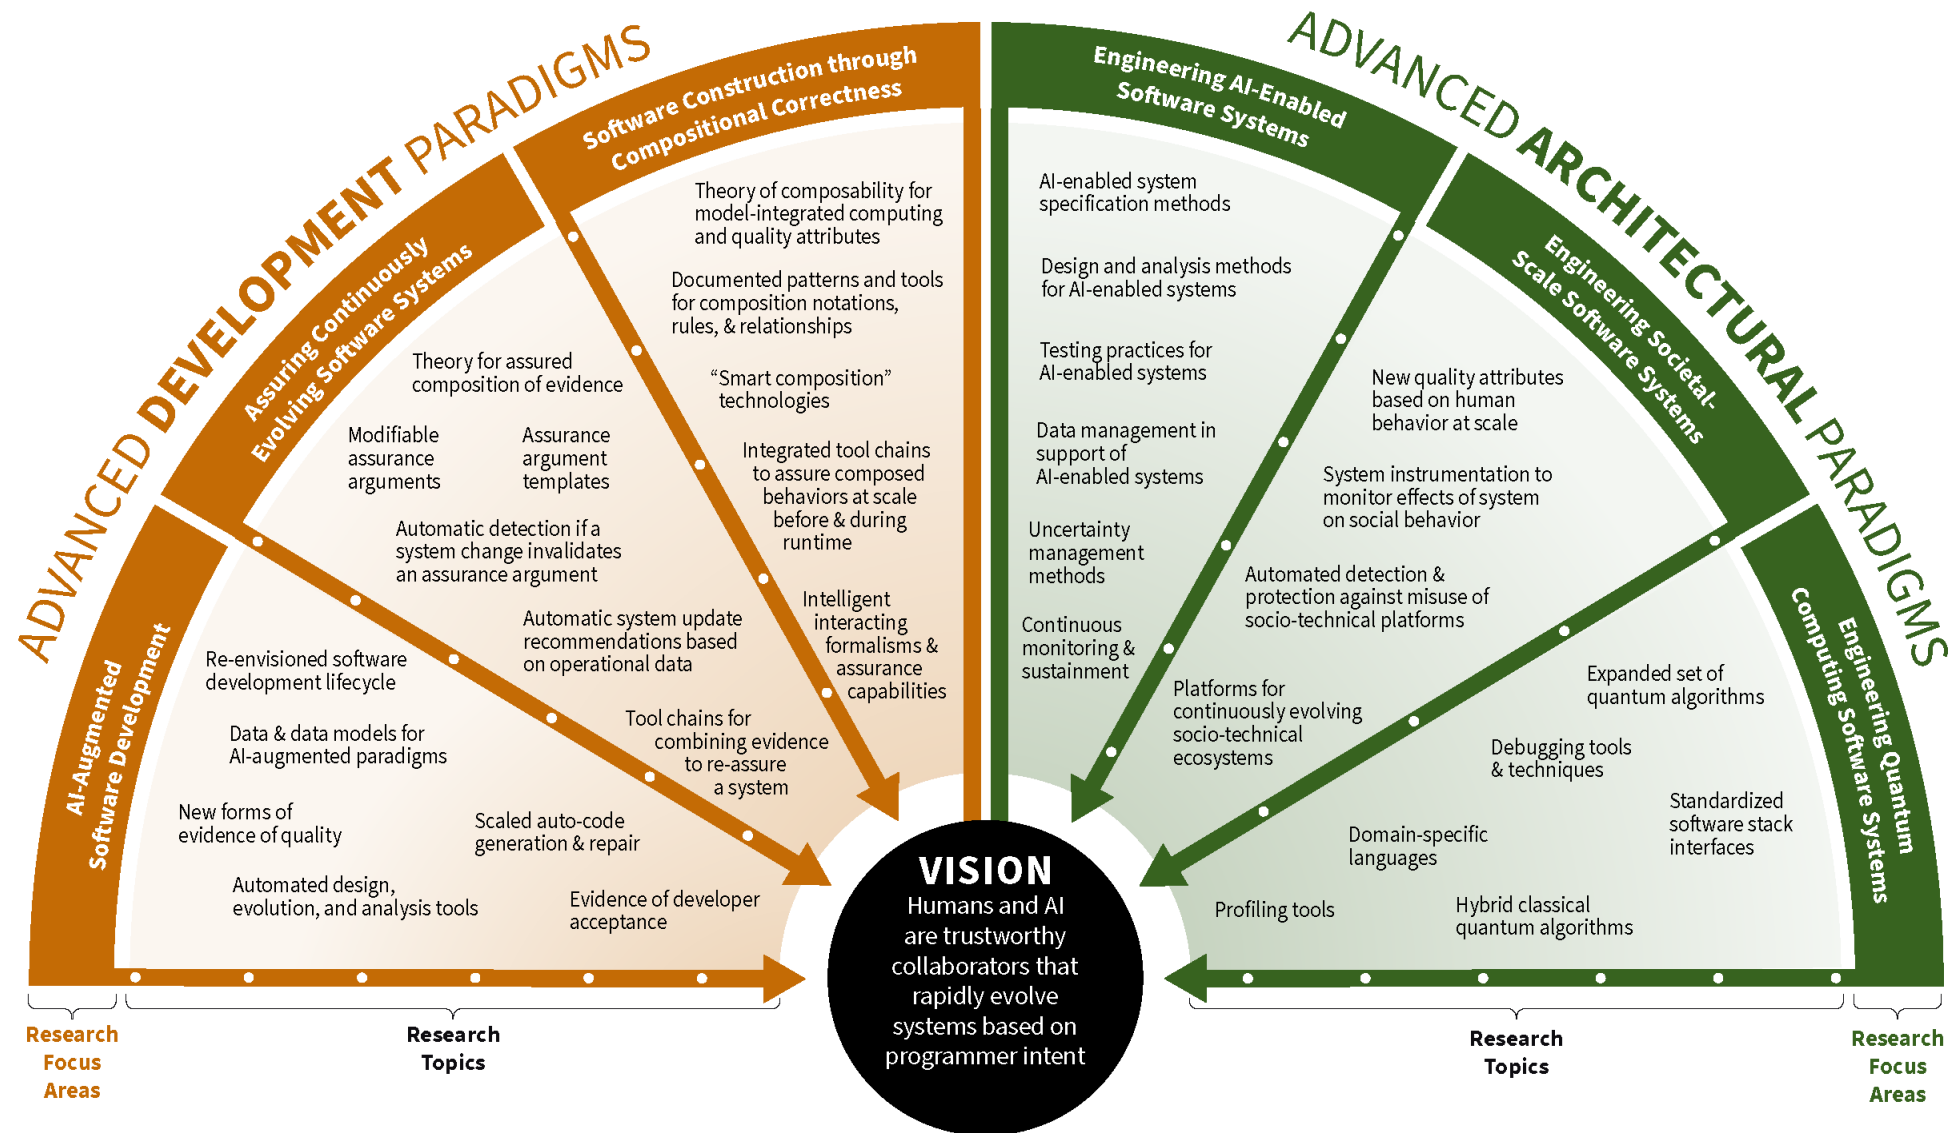 ADVANCED DEVELOPMENT PARADIGMS
ADVANCED ARCHITECTURAL PARADIGMS
AI-Augmented
Software Development
Re-envisioned software
development lifecycle
Data & data models for
AI-augmented paradigms
New forms of
evidence of quality
Scaled auto-code
generation & repair
Automated design,
evolution, and analysis tools
Evidence of developer
acceptance
Assuring Continuously
Evolving Software Systems
Theory for assured
composition of evidence
Modifiable
assurance
arguments
Assurance
argument
templates
Automatic detection if a
system change invalidates
an assurance argument
Automatic system update
recommendations based
on operational data
Tool chains for
combining evidence
to re-assure
a system
Software Construction through
Compositional Correctness
Theory of composability for
model-integrated computing
and quality attributes
Documented patterns and tools
for composition notations,
rules, & relationships
“Smart composition”
technologies
Integrated tool chains
to assure composed
behaviors at scale
before & during
runtime
Intelligent
interacting
formalisms &
assurance
capabilities
Engineering AI-Enabled
Software Systems
AI-enabled system
specification methods
Design and analysis methods
for AI-enabled systems
Testing practices for
AI-enabled systems
Data management in
support of
AI-enabled systems
Uncertainty
management
methods
Continuous
monitoring &
sustainment
Engineering Societal-
Scale Software Systems
New quality attributes
based on human
behavior at scale
System instrumentation to
monitor effects of system
on social behavior
Automated detection &
protection against misuse of
socio-technical platforms
Platforms for
continuously evolving
socio-technical
ecosystems
Engineering Quantum
Computing Software Systems
Expanded set of
quantum algorithms
Debugging tools
& techniques
Standardized
software stack
interfaces
Domain-specific
languages
Profiling tools
Hybrid classical
quantum algorithms
VISION
Humans and AI
are trustworthy
collaborators that
rapidly evolve
systems based on
programmer intent
Research
Focus
Areas
Research
Topics
Research
Topics
Research
Focus
Areas